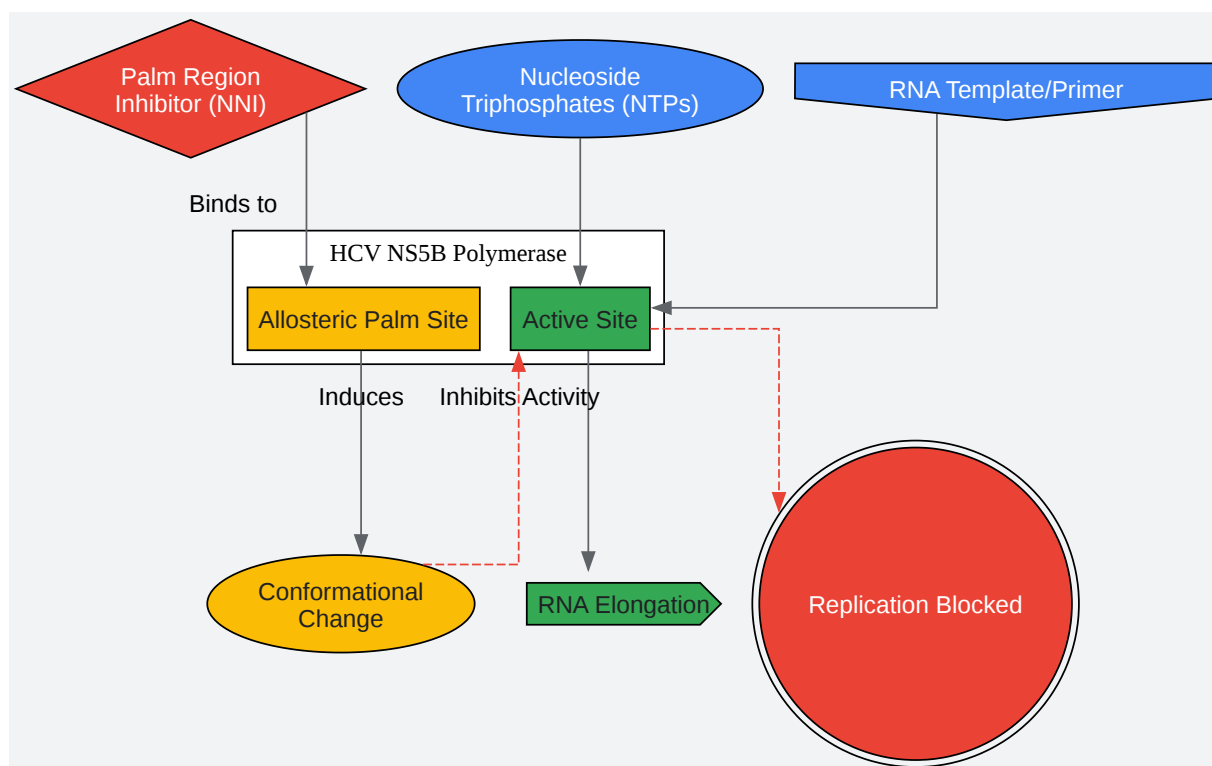 Palm Region
Inhibitor (NNI)
Nucleoside
Triphosphates (NTPs)
RNA Template/Primer
Binds to
HCV NS5B Polymerase
Allosteric Palm Site
Active Site
Induces
Inhibits Activity
Conformational
Change
RNA Elongation
Replication Blocked